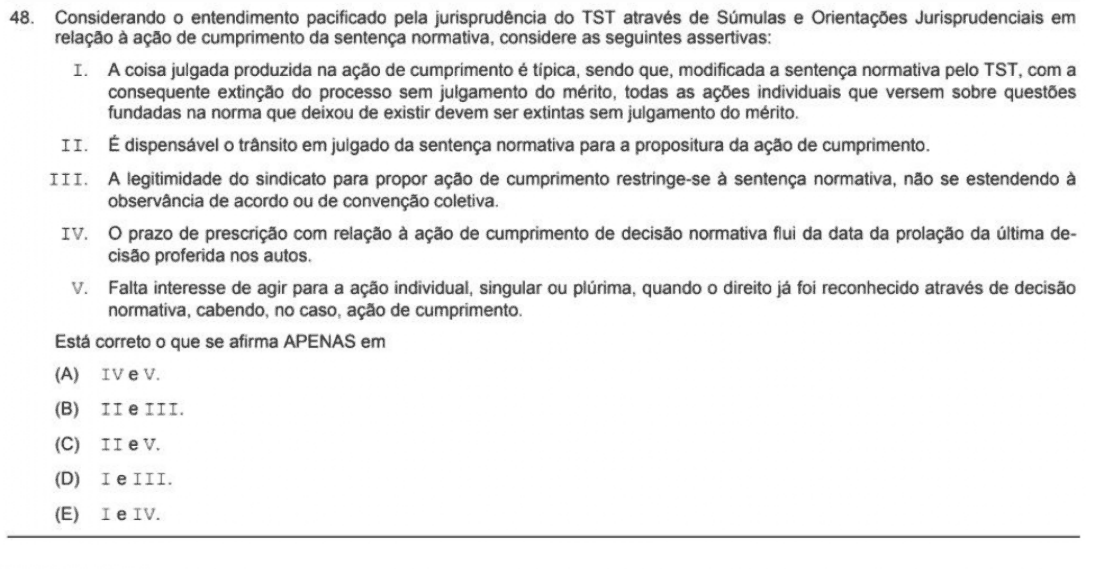 48. Considerando o entendimento pacificado pela jurisprudência do TST através de Súmulas e Orientações Jurisprudenciais em
relação à ação de cumprimento da sentença normativa, considere as seguintes assertivas:
I. A coisa julgada produzida na ação de cumprimento é típica, sendo que, modificada a sentença normativa pelo TST, com a
consequente extinção do processo sem julgamento do mérito, todas as ações individuais que versem sobre questões
fundadas na norma que deixou de existir devem ser extintas sem julgamento do mérito.
II. É dispensável o trânsito em julgado da sentença normativa para a propositura da ação de cumprimento.
III. A legitimidade do sindicato para propor ação de cumprimento restringe-se à sentença normativa, não se estendendo à
observância de acordo ou de convenção coletiva.
IV. O prazo de prescrição com relação à ação de cumprimento de decisão normativa flui da data da prolação da última de-
cisão proferida nos autos.
V. Falta interesse de agir para a ação individual, singular ou plúrima, quando o direito já foi reconhecido através de decisão
normativa, cabendo, no caso, ação de cumprimento.
Está correto o que se afirma APENAS em
(A) IV e V.
(B) II e III.
(C) II e V.
(D) I e III.
(E) I e IV.